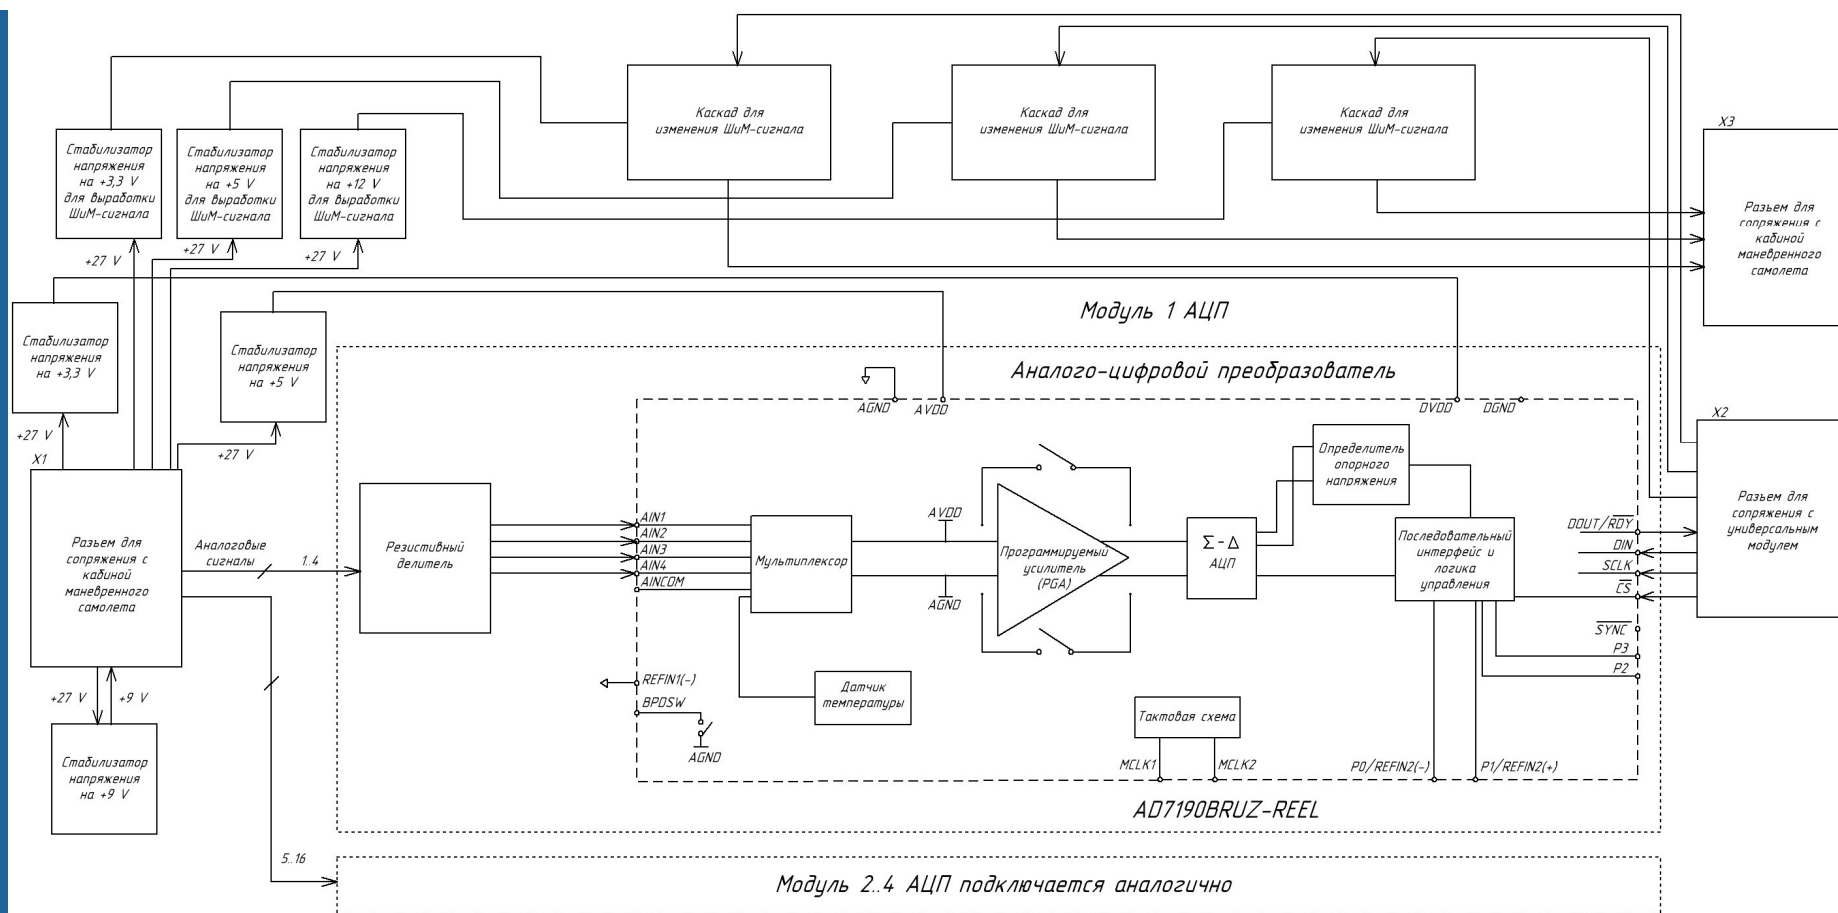 Каскад для
изменения ШиМ-сигнала
Каскад для
изменения ШиМ-сигнала
Каскад для
изменения ШиМ-сигнала
X3
Разъем для
сопряжения с
кабиной
маневренного
самолета
Стабилизатор
напряжения
на +3,3 V
для выработки
ШиМ-сигнала
Стабилизатор
напряжения
на +5 V
для выработки
ШиМ-сигнала
Стабилизатор
напряжения
на +12 V
для выработки
ШиМ-сигнала
+27 V
+27 V
+27 V
Стабилизатор
напряжения
на +3,3 V
Стабилизатор
напряжения
на +5 V
+27 V
+27 V
Модуль 1 АЦП
Аналого-цифровой преобразователь
AGND
AVDD
DVDD
DGND
X1
Разъем для
сопряжения с
кабиной
маневренного
самолета
Аналоговые
сигналы
1..4
Резистивный
делитель
AIN1
AIN2
AIN3
AIN4
AINCOM
Мультиплексор
AVDD
AGND
Программируемый
усилитель
(PGA)
Σ-Δ
АЦП
Определитель
опорного
напряжения
Последовательный
интерфейс и
логика
управления
DOUT/RDY
DIN
SCLK
CS
SYNC
P3
P2
X2
Разъем для
сопряжения с
универсальным
модулем
REFIN1(-)
BPDSW
AGND
Датчик
температуры
Тактовая схема
MCLK1
MCLK2
P0/REFIN2(-)
P1/REFIN2(+)
AD7190BRUZ-REEL
+27 V
+9 V
Стабилизатор
напряжения
на +9 V
5..16
Модуль 2..4 АЦП подключается аналогично